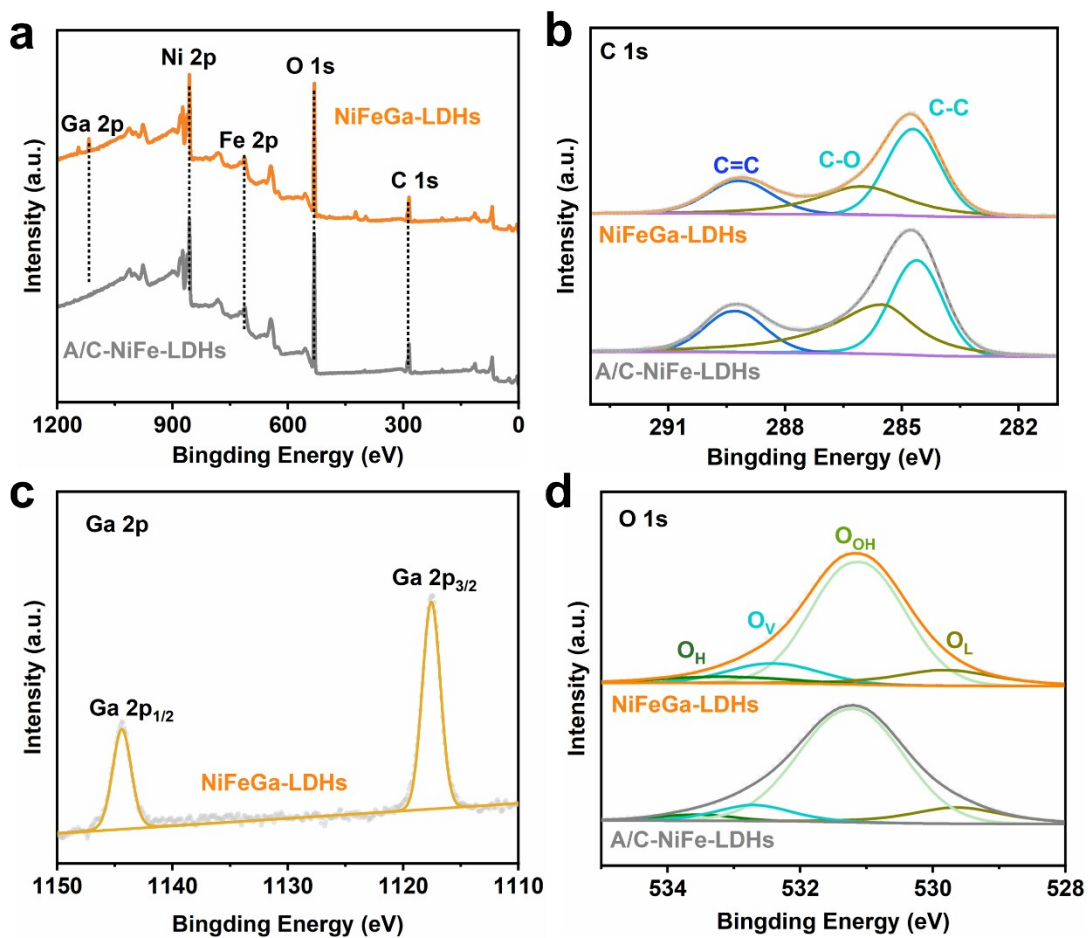 a
Ga 2p
Ni 2p
Fe 2p
O 1s
C 1s
NiFeGa-LDHs
A/C-NiFe-LDHs
Intensity (a.u.)
1200 900 600 300 0
Bingding Energy (eV)
b
C 1s
C=C
C-O
C-C
NiFeGa-LDHs
A/C-NiFe-LDHs
Intensity (a.u.)
291 288 285 282
Bingding Energy (eV)
c
Ga 2p
Ga 2p1/2
Ga 2p3/2
NiFeGa-LDHs
Intensity (a.u.)
1150 1140 1130 1120 1110
Bingding Energy (eV)
d
O 1s
OH
OV
OOH
OL
NiFeGa-LDHs
A/C-NiFe-LDHs
Intensity (a.u.)
534 532 530 528
Bingding Energy (eV)